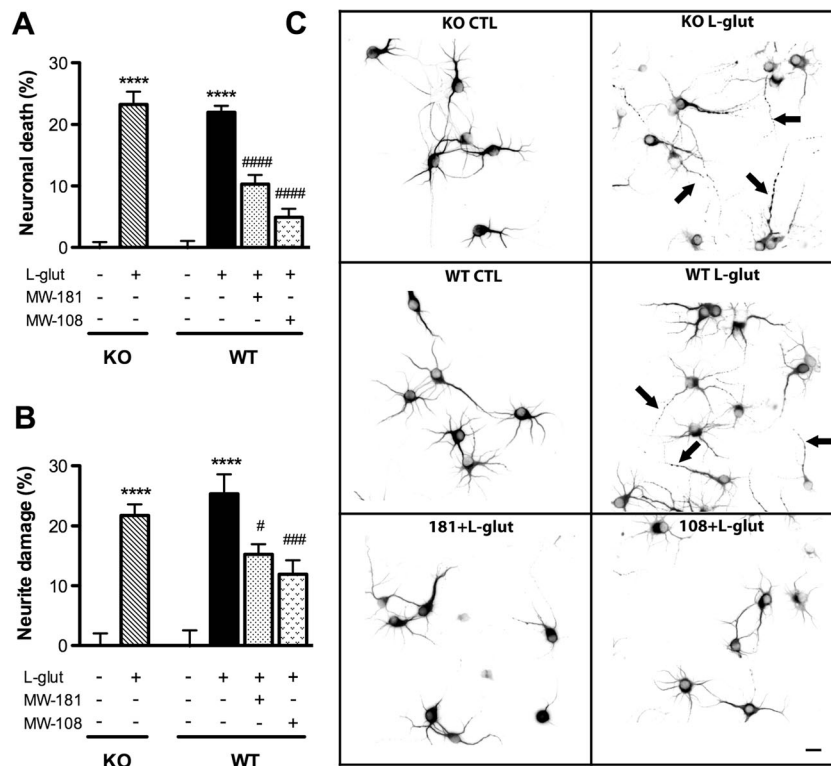 A
Neuronal death (%)
30
20
10
0
****
****
####
####
L-glut - + - + + +
MW-181 - - - - + -
MW-108 - - - - - +
KO WT
B
Neurite damage (%)
30
20
10
0
****
****
#
###
L-glut - + - + + +
MW-181 - - - - + -
MW-108 - - - - - +
KO WT
C
KO CTL
KO L-glut
WT CTL
WT L-glut
181+L-glut
108+L-glut